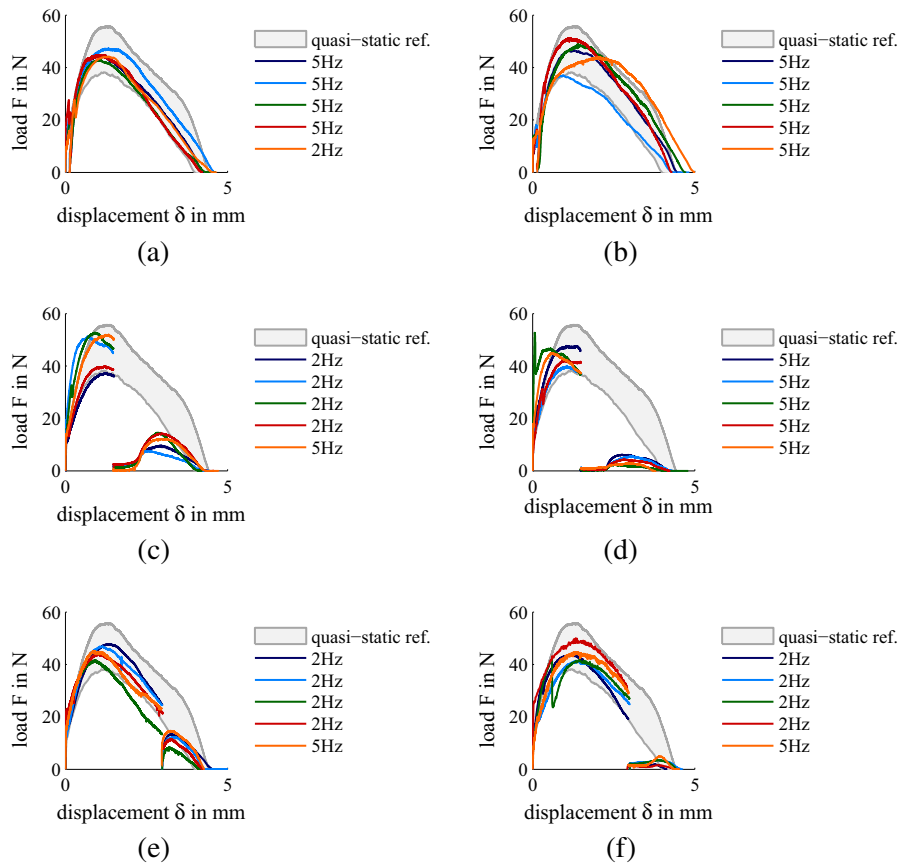 60
40
20
0
load F in N
0
5
displacement δ in mm
quasi−static ref.
5Hz
5Hz
5Hz
5Hz
2Hz
(a)
60
40
20
0
load F in N
0
5
displacement δ in mm
quasi−static ref.
5Hz
5Hz
5Hz
5Hz
5Hz
(b)
60
40
20
0
load F in N
0
5
displacement δ in mm
quasi−static ref.
2Hz
2Hz
2Hz
2Hz
5Hz
(c)
60
40
20
0
load F in N
0
5
displacement δ in mm
quasi−static ref.
5Hz
5Hz
5Hz
5Hz
5Hz
(d)
60
40
20
0
load F in N
0
5
displacement δ in mm
quasi−static ref.
2Hz
2Hz
2Hz
2Hz
5Hz
(e)
60
40
20
0
load F in N
0
5
displacement δ in mm
quasi−static ref.
2Hz
2Hz
2Hz
2Hz
5Hz
(f)